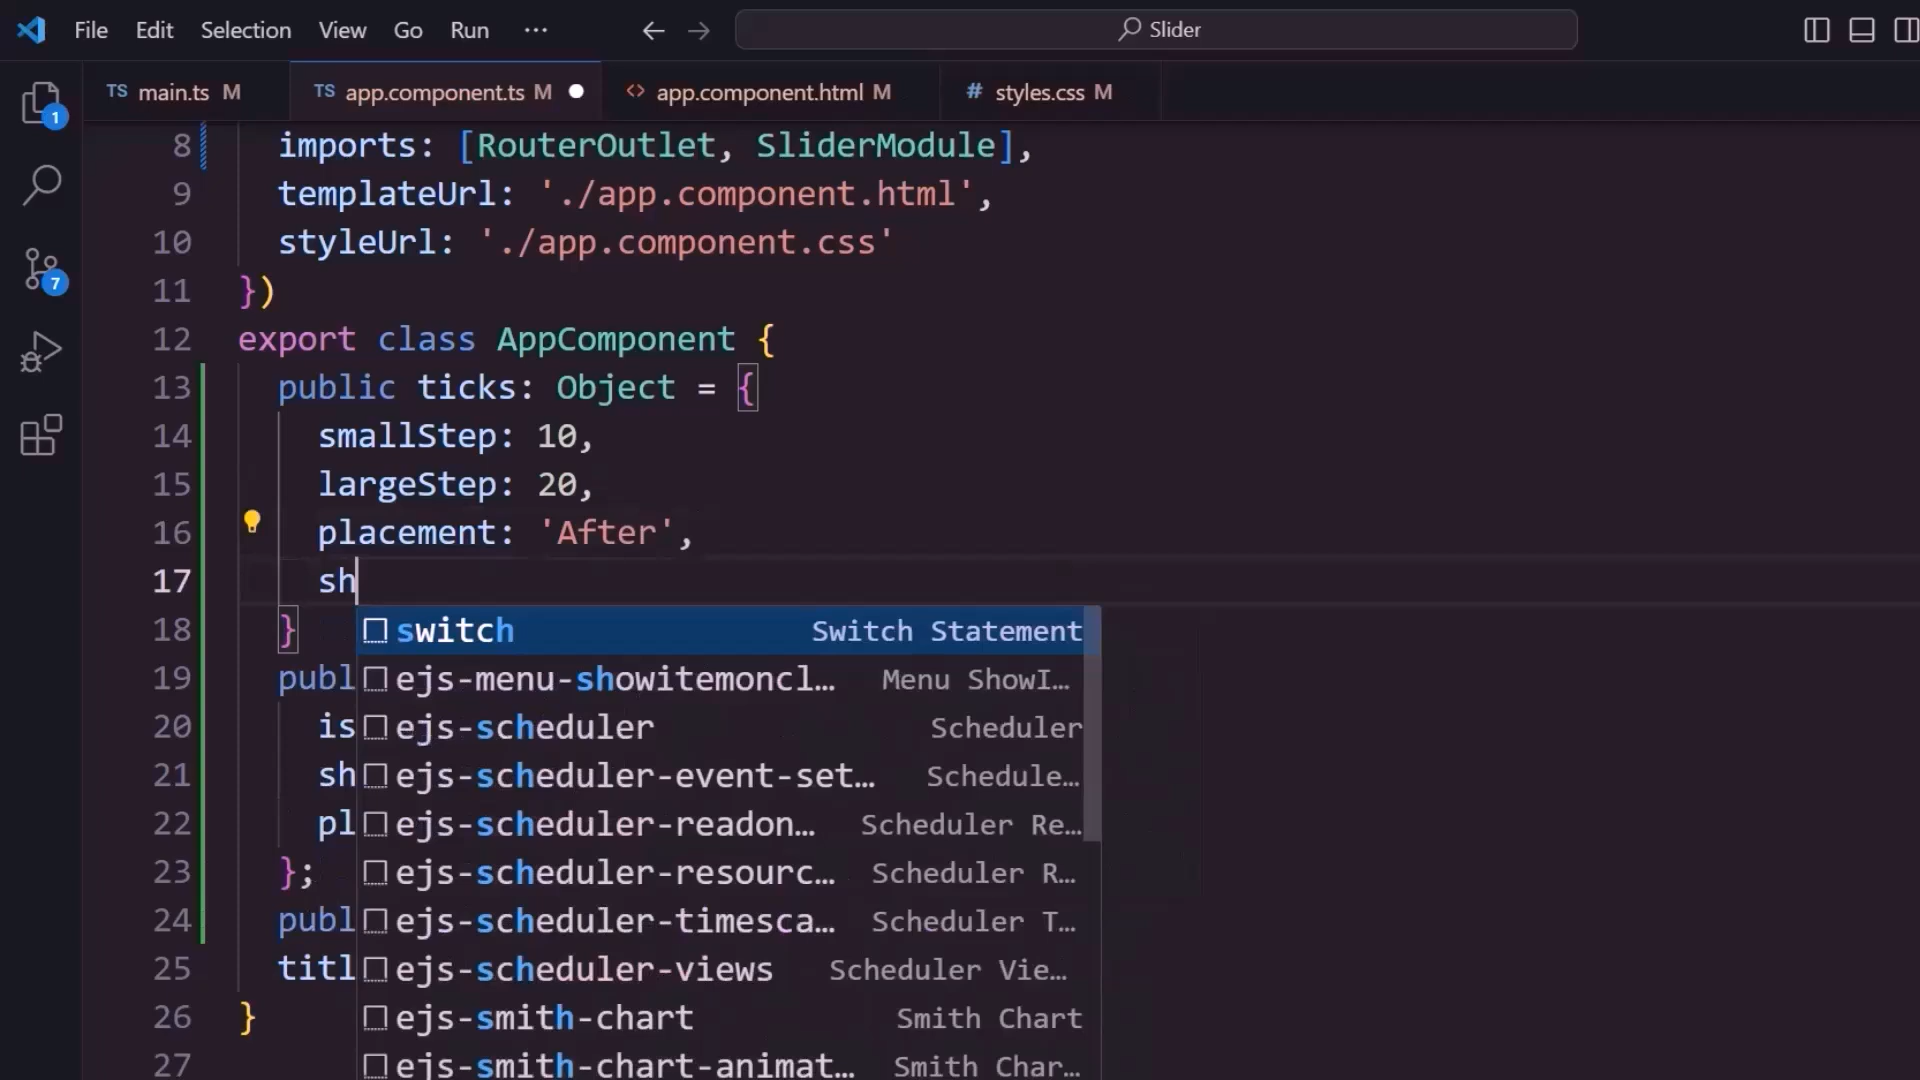 File Edit Selection View Go Run ··· Slider
TS main.ts M TS app.component.ts M <> app.component.html M # styles.css M
1
7
8 imports: [RouterOutlet, SliderModule],
9 templateUrl: './app.component.html',
10 styleUrl: './app.component.css'
11 })
12 export class AppComponent {
13 public ticks: Object = {
14 smallStep: 10,
15 largeStep: 20,
16 placement: 'After',
17 sh
18 } switch Switch Statement
19 publ ejs-menu-showitemoncl… Menu ShowI…
20 is ejs-scheduler Scheduler
21 sh ejs-scheduler-event-set… Schedule…
22 pl ejs-scheduler-readon… Scheduler Re…
23 }; ejs-scheduler-resourc… Scheduler R…
24 publ ejs-scheduler-timesca… Scheduler T…
25 titl ejs-scheduler-views Scheduler Vie…
26 } ejs-smith-chart Smith Chart
27 ejs-smith-chart-animat… Smith Char…